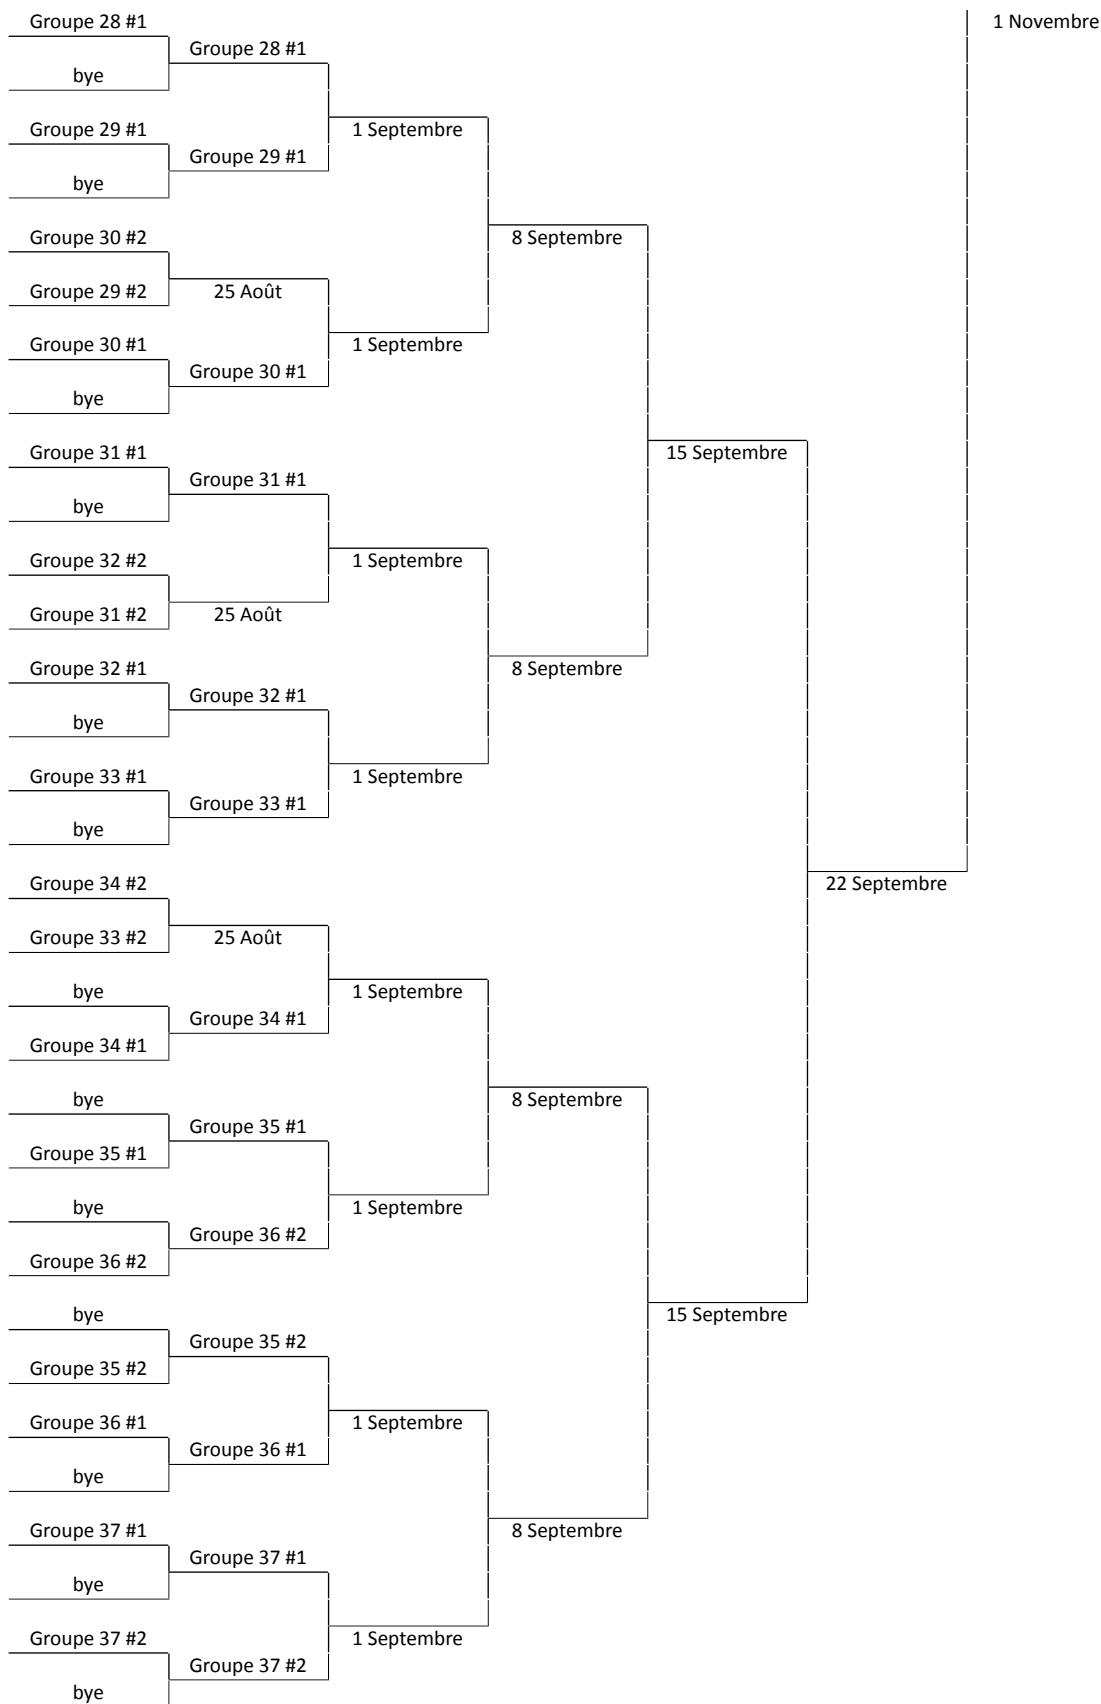 Groupe 28 #1
1 Novembre
Groupe 28 #1
bye
Groupe 29 #1
1 Septembre
Groupe 29 #1
bye
Groupe 30 #2
8 Septembre
Groupe 29 #2
25 Août
Groupe 30 #1
1 Septembre
Groupe 30 #1
bye
Groupe 31 #1
15 Septembre
Groupe 31 #1
bye
Groupe 32 #2
1 Septembre
Groupe 31 #2
25 Août
Groupe 32 #1
8 Septembre
Groupe 32 #1
bye
Groupe 33 #1
1 Septembre
Groupe 33 #1
bye
Groupe 34 #2
22 Septembre
Groupe 33 #2
25 Août
bye
1 Septembre
Groupe 34 #1
Groupe 34 #1
bye
8 Septembre
Groupe 35 #1
Groupe 35 #1
bye
1 Septembre
Groupe 36 #2
Groupe 36 #2
bye
15 Septembre
Groupe 35 #2
Groupe 35 #2
Groupe 36 #1
1 Septembre
Groupe 36 #1
bye
Groupe 37 #1
8 Septembre
Groupe 37 #1
bye
Groupe 37 #2
1 Septembre
Groupe 37 #2
bye